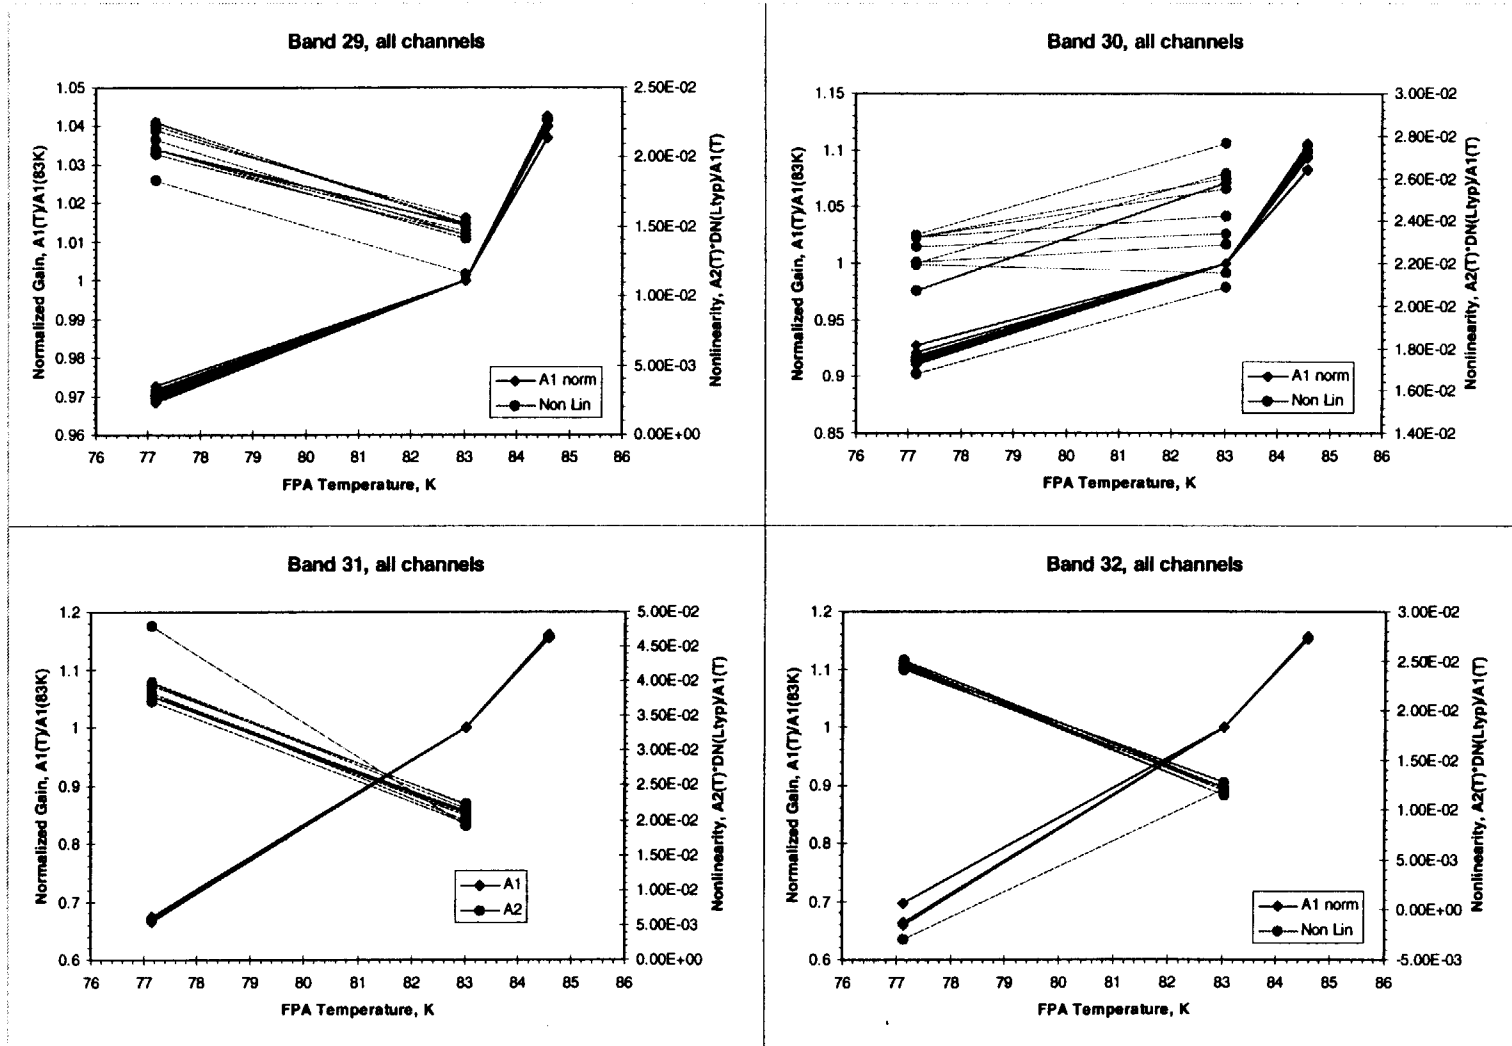 Band 29, all channels
1.05
1.04
1.03
1.02
1.01
1
0.99
0.98
0.97
0.96
Normalized Gain, A1(T)/A1(83K)
2.50E-02
2.00E-02
1.50E-02
1.00E-02
5.00E-03
0.00E+00
Nonlinearity, A2(T)*DN(Ltyp)/A1(T)
A1 norm
Non Lin
76 77 78 79 80 81 82 83 84 85 86
FPA Temperature, K
Band 30, all channels
1.15
1.1
1.05
1
0.95
0.9
0.85
Normalized Gain, A1(T)/A1(83K)
3.00E-02
2.80E-02
2.60E-02
2.40E-02
2.20E-02
2.00E-02
1.80E-02
1.60E-02
1.40E-02
Nonlinearity, A2(T)*DN(Ltyp)/A1(T)
A1 norm
Non Lin
76 77 78 79 80 81 82 83 84 85 86
FPA Temperature, K
Band 31, all channels
1.2
1.1
1
0.9
0.8
0.7
0.6
Normalized Gain, A1(T)/A1(83K)
5.00E-02
4.50E-02
4.00E-02
3.50E-02
3.00E-02
2.50E-02
2.00E-02
1.50E-02
1.00E-02
5.00E-03
0.00E+00
Nonlinearity, A2(T)*DN(Ltyp)/A1(T)
A1
A2
76 77 78 79 80 81 82 83 84 85 86
FPA Temperature, K
Band 32, all channels
1.2
1.1
1
0.9
0.8
0.7
0.6
Normalized Gain, A1(T)/A1(83K)
3.00E-02
2.50E-02
2.00E-02
1.50E-02
1.00E-02
5.00E-03
0.00E+00
-5.00E-03
Nonlinearity, A2(T)*DN(Ltyp)/A1(T)
A1 norm
Non Lin
76 77 78 79 80 81 82 83 84 85 86
FPA Temperature, K